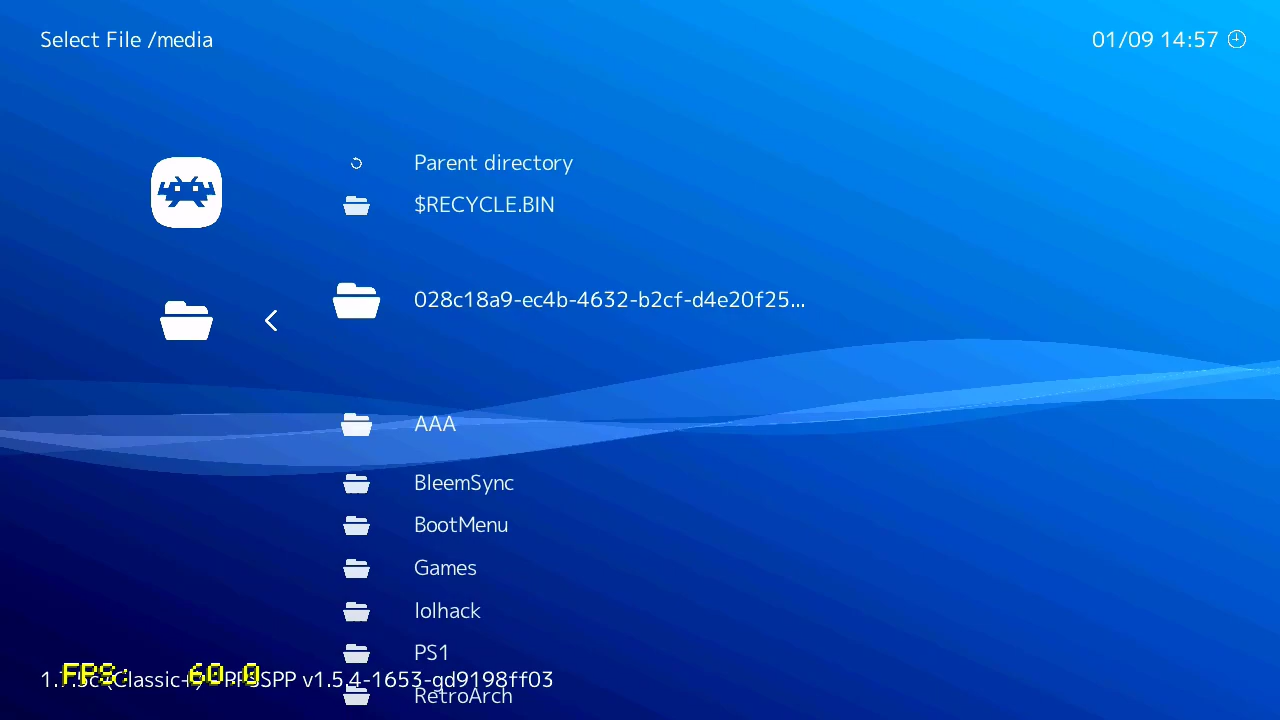 Select File /media
01/09 14:57
Parent directory
$RECYCLE.BIN
028c18a9-ec4b-4632-b2cf-d4e20f25...
AAA
BleemSync
BootMenu
Games
lolhack
PS1
FPS: 60.0
PPSSPP v1.5.4-1653-gd9198ff03
RetroArch